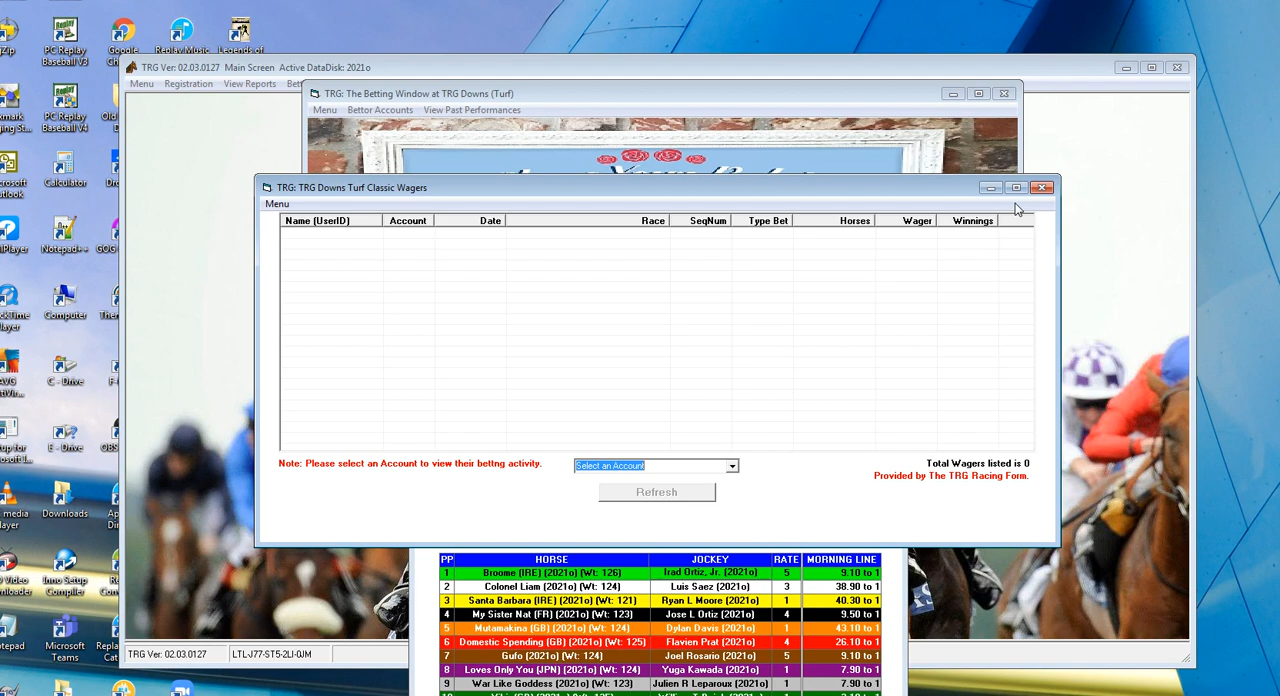 gZip
PC Replay Baseball V3
Google Ch
Replay Music
Legends of
TRG Ver: 02.03.0127 Main Screen Active DataDisk: 2021o
Menu Registration View Reports Bett
TRG: The Betting Window at TRG Downs (Turf)
Menu Bettor Accounts View Past Performances
PC Replay Baseball V4
Old
TRG: TRG Downs Turf Classic Wagers
Menu
Name (UserID) Account Date Race SeqNum Type Bet Horses Wager Winnings
Calculator
Notepad++
GOG
Computer
Ther
C - Drive
E - Drive
OBS
Note: Please select an Account to view their bettng activity.
Select an Account
Total Wagers listed is 0
Provided by The TRG Racing Form.
Refresh
Downloads
Inno Setup Compiler
Microsoft Teams
PP HORSE JOCKEY RATE MORNING LINE
1 Broome (IRE) (2021o) (Wt: 126) Irad Ortiz, Jr. (2021o) 5 9.10 to 1
2 Colonel Liam (2021o) (Wt: 124) Luis Saez (2021o) 3 38.90 to 1
3 Santa Barbara (IRE) (2021o) (Wt: 121) Ryan L Moore (2021o) 1 40.30 to 1
4 My Sister Nat (FR) (2021o) (Wt: 123) Jose L Ortiz (2021o) 4 9.50 to 1
5 Mutamakina (GB) (2021o) (Wt: 124) Dylan Davis (2021o) 1 43.10 to 1
6 Domestic Spending (GB) (2021o) (Wt: 125) Flavien Prat (2021o) 4 26.10 to 1
7 Gufo (2021o) (Wt: 124) Joel Rosario (2021o) 5 8.90 to 1
8 Loves Only You (JPN) (2021o) (Wt: 124) Yuga Kawada (2021o) 1 7.90 to 1
9 War Like Goddess (2021o) (Wt: 123) Julien R Leparoux (2021o) 1 7.90 to 1
TRG Ver: 02.03.0127 LTL-J77-ST5-2LI-0JM